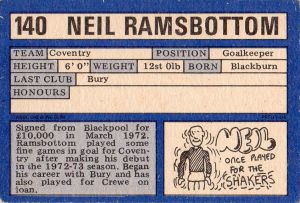 140 NEIL RAMSBOTTOM
TEAM Coventry POSITION Goalkeeper
HEIGHT 6' 0" WEIGHT 12st 0lb BORN Blackburn
LAST CLUB Bury
HONOURS
Signed from Blackpool for
£10,000 in March 1972.
Ramsbottom played some
fine games in goal for Coventry
after making his debut
in the 1972-73 season. Began
his career with Bury and has
also played for Crewe on
loan.
NEIL
ONCE PLAYED
FOR THE
SHAKERS